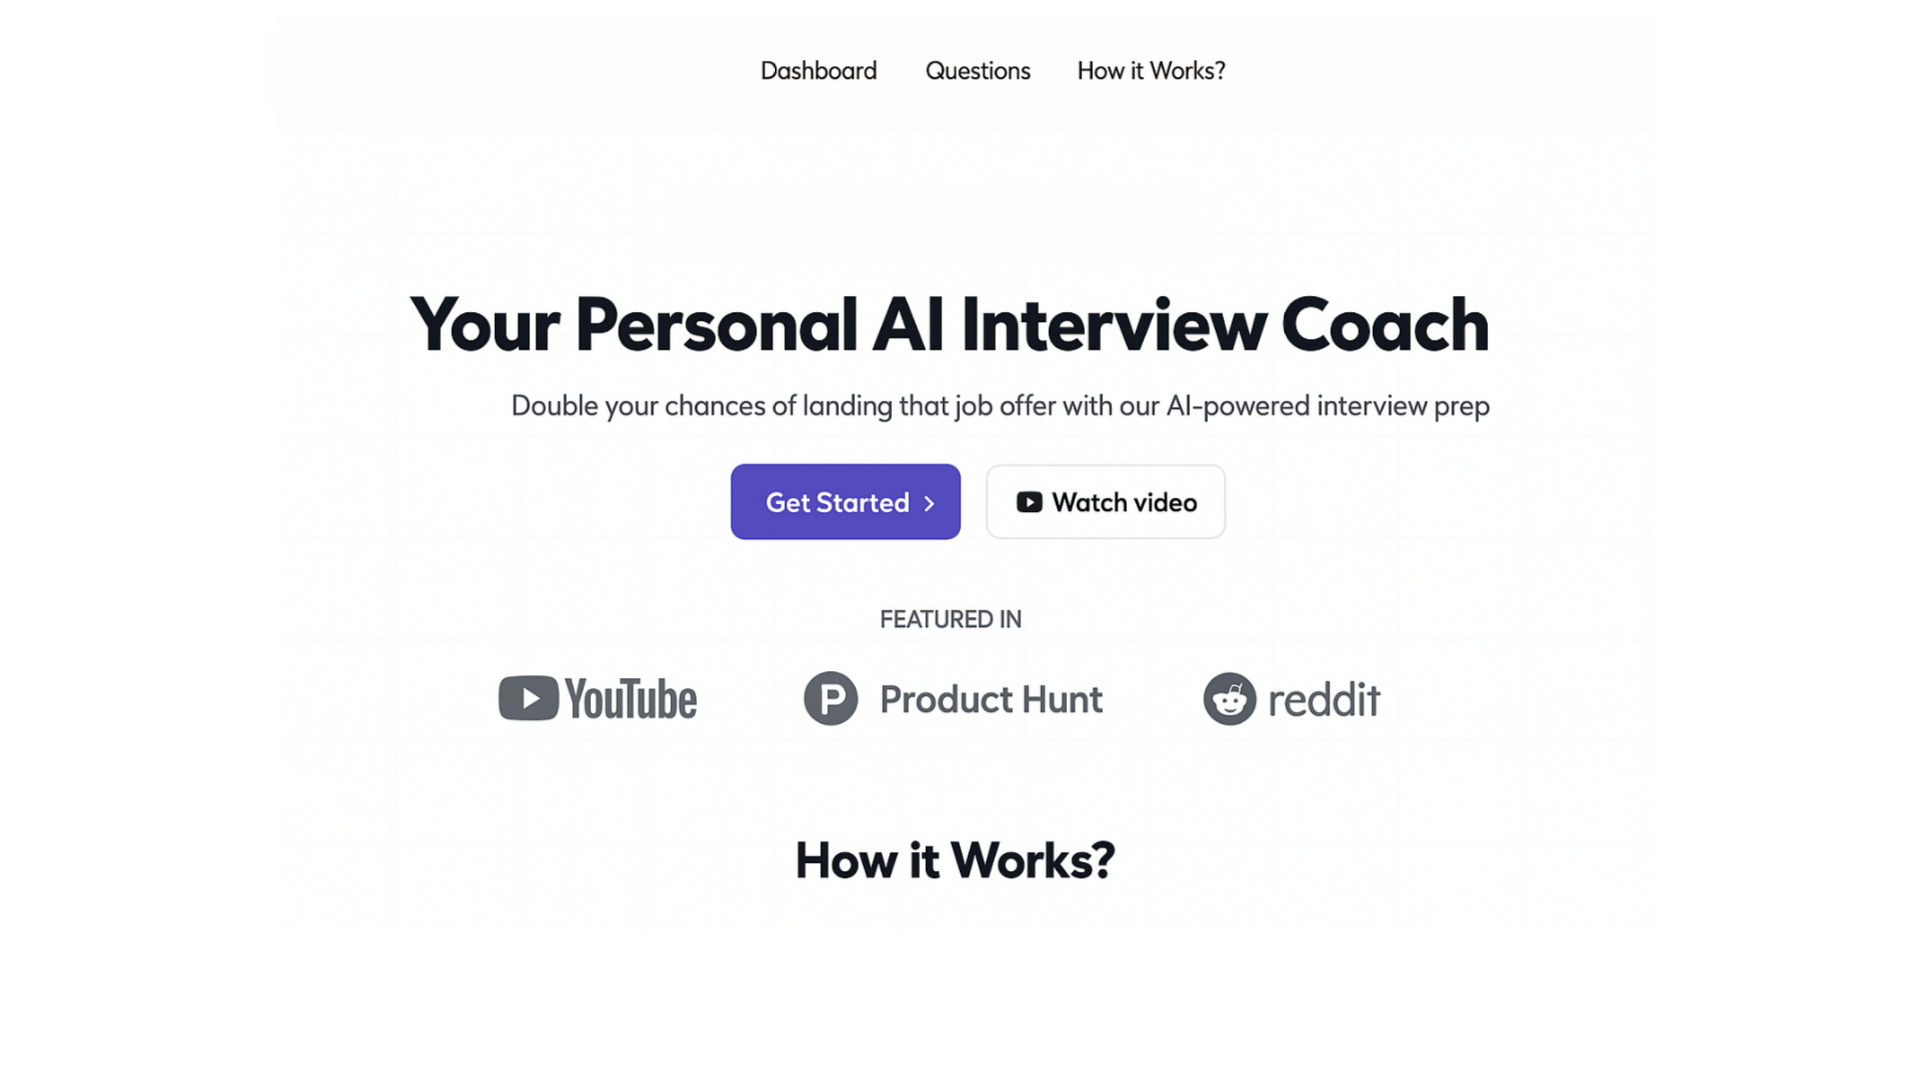 Dashboard Questions How it Works?
Your Personal AI Interview Coach
Double your chances of landing that job offer with our AI-powered interview prep
Get Started Watch video
FEATURED IN
YouTube Product Hunt reddit
How it Works?